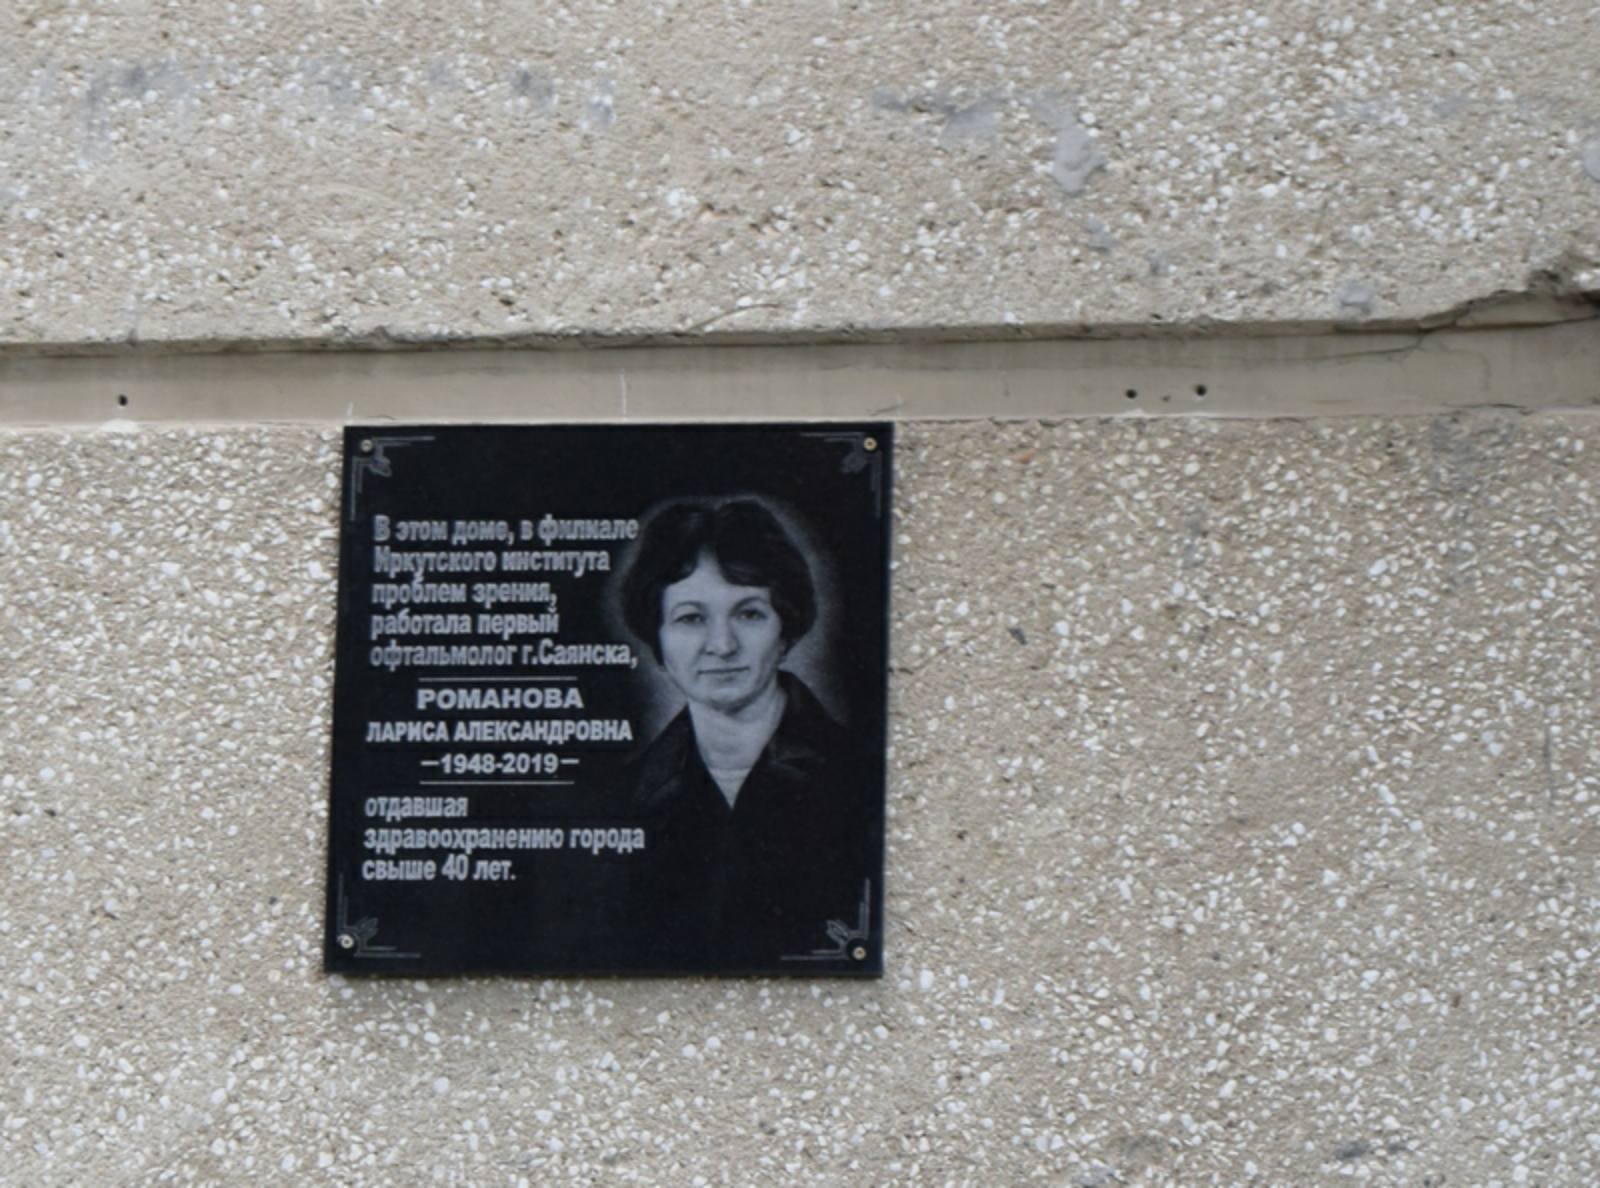 В этом доме, в филиале
Иркутского института
проблем зрения,
работала первый
офтальмолог г.Саянска,
РОМАНОВА
ЛАРИСА АЛЕКСАНДРОВНА
–1948-2019–
отдавшая
здравоохранению города
свыше 40 лет.